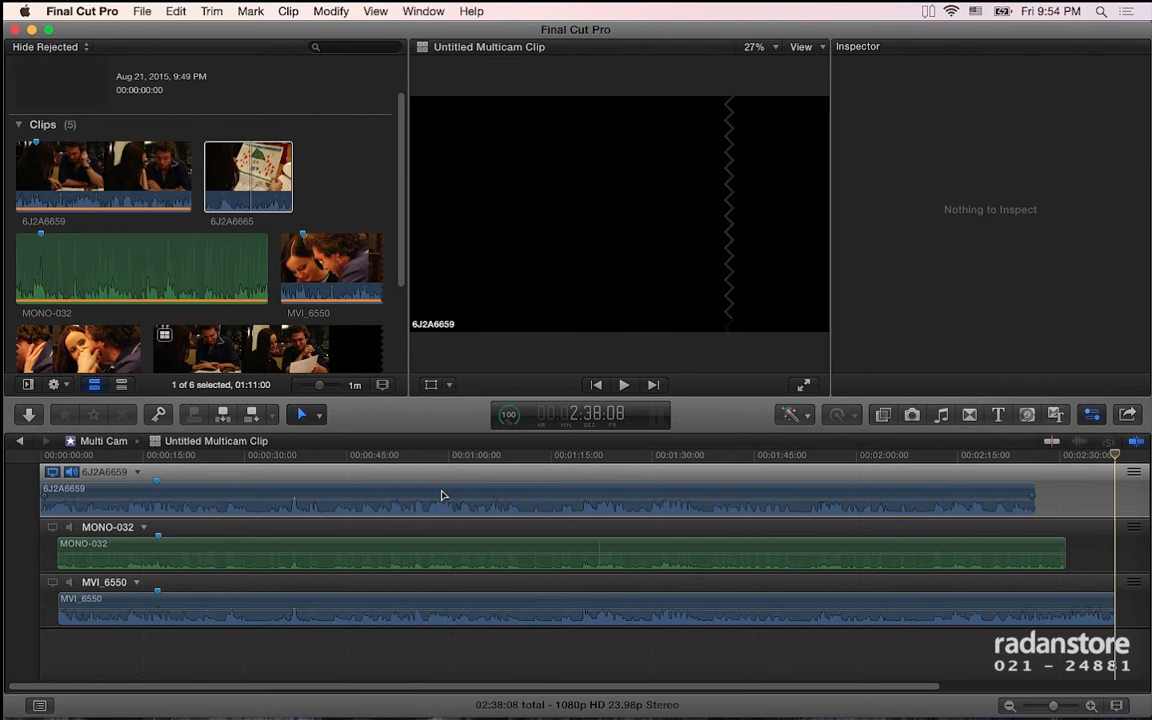 Final Cut Pro File Edit Trim Mark Clip Modify View Window Help Fri 9:54 PM
Final Cut Pro
Hide Rejected
Untitled Multicam Clip 27% View
Inspector
Aug 21, 2015, 9:49 PM
00:00:00:00
Clips (5)
6J2A6659
6J2A6665
MONO-032
MVI_6550
6J2A6659
Nothing to Inspect
1 of 6 selected, 01:11:00
1m
100
2:38:08
HR MIN SEC FR
Multi Cam Untitled Multicam Clip
00:00:00:00 00:00:15:00 00:00:30:00 00:00:45:00 00:01:00:00 00:01:15:00 00:01:30:00 00:01:45:00 00:02:00:00 00:02:15:00 00:02:30:00
6J2A6659
6J2A6659
MONO-032
MONO-032
MVI_6550
MVI_6550
radanstore
021 - 24881
02:38:08 total - 1080p HD 23.98p Stereo